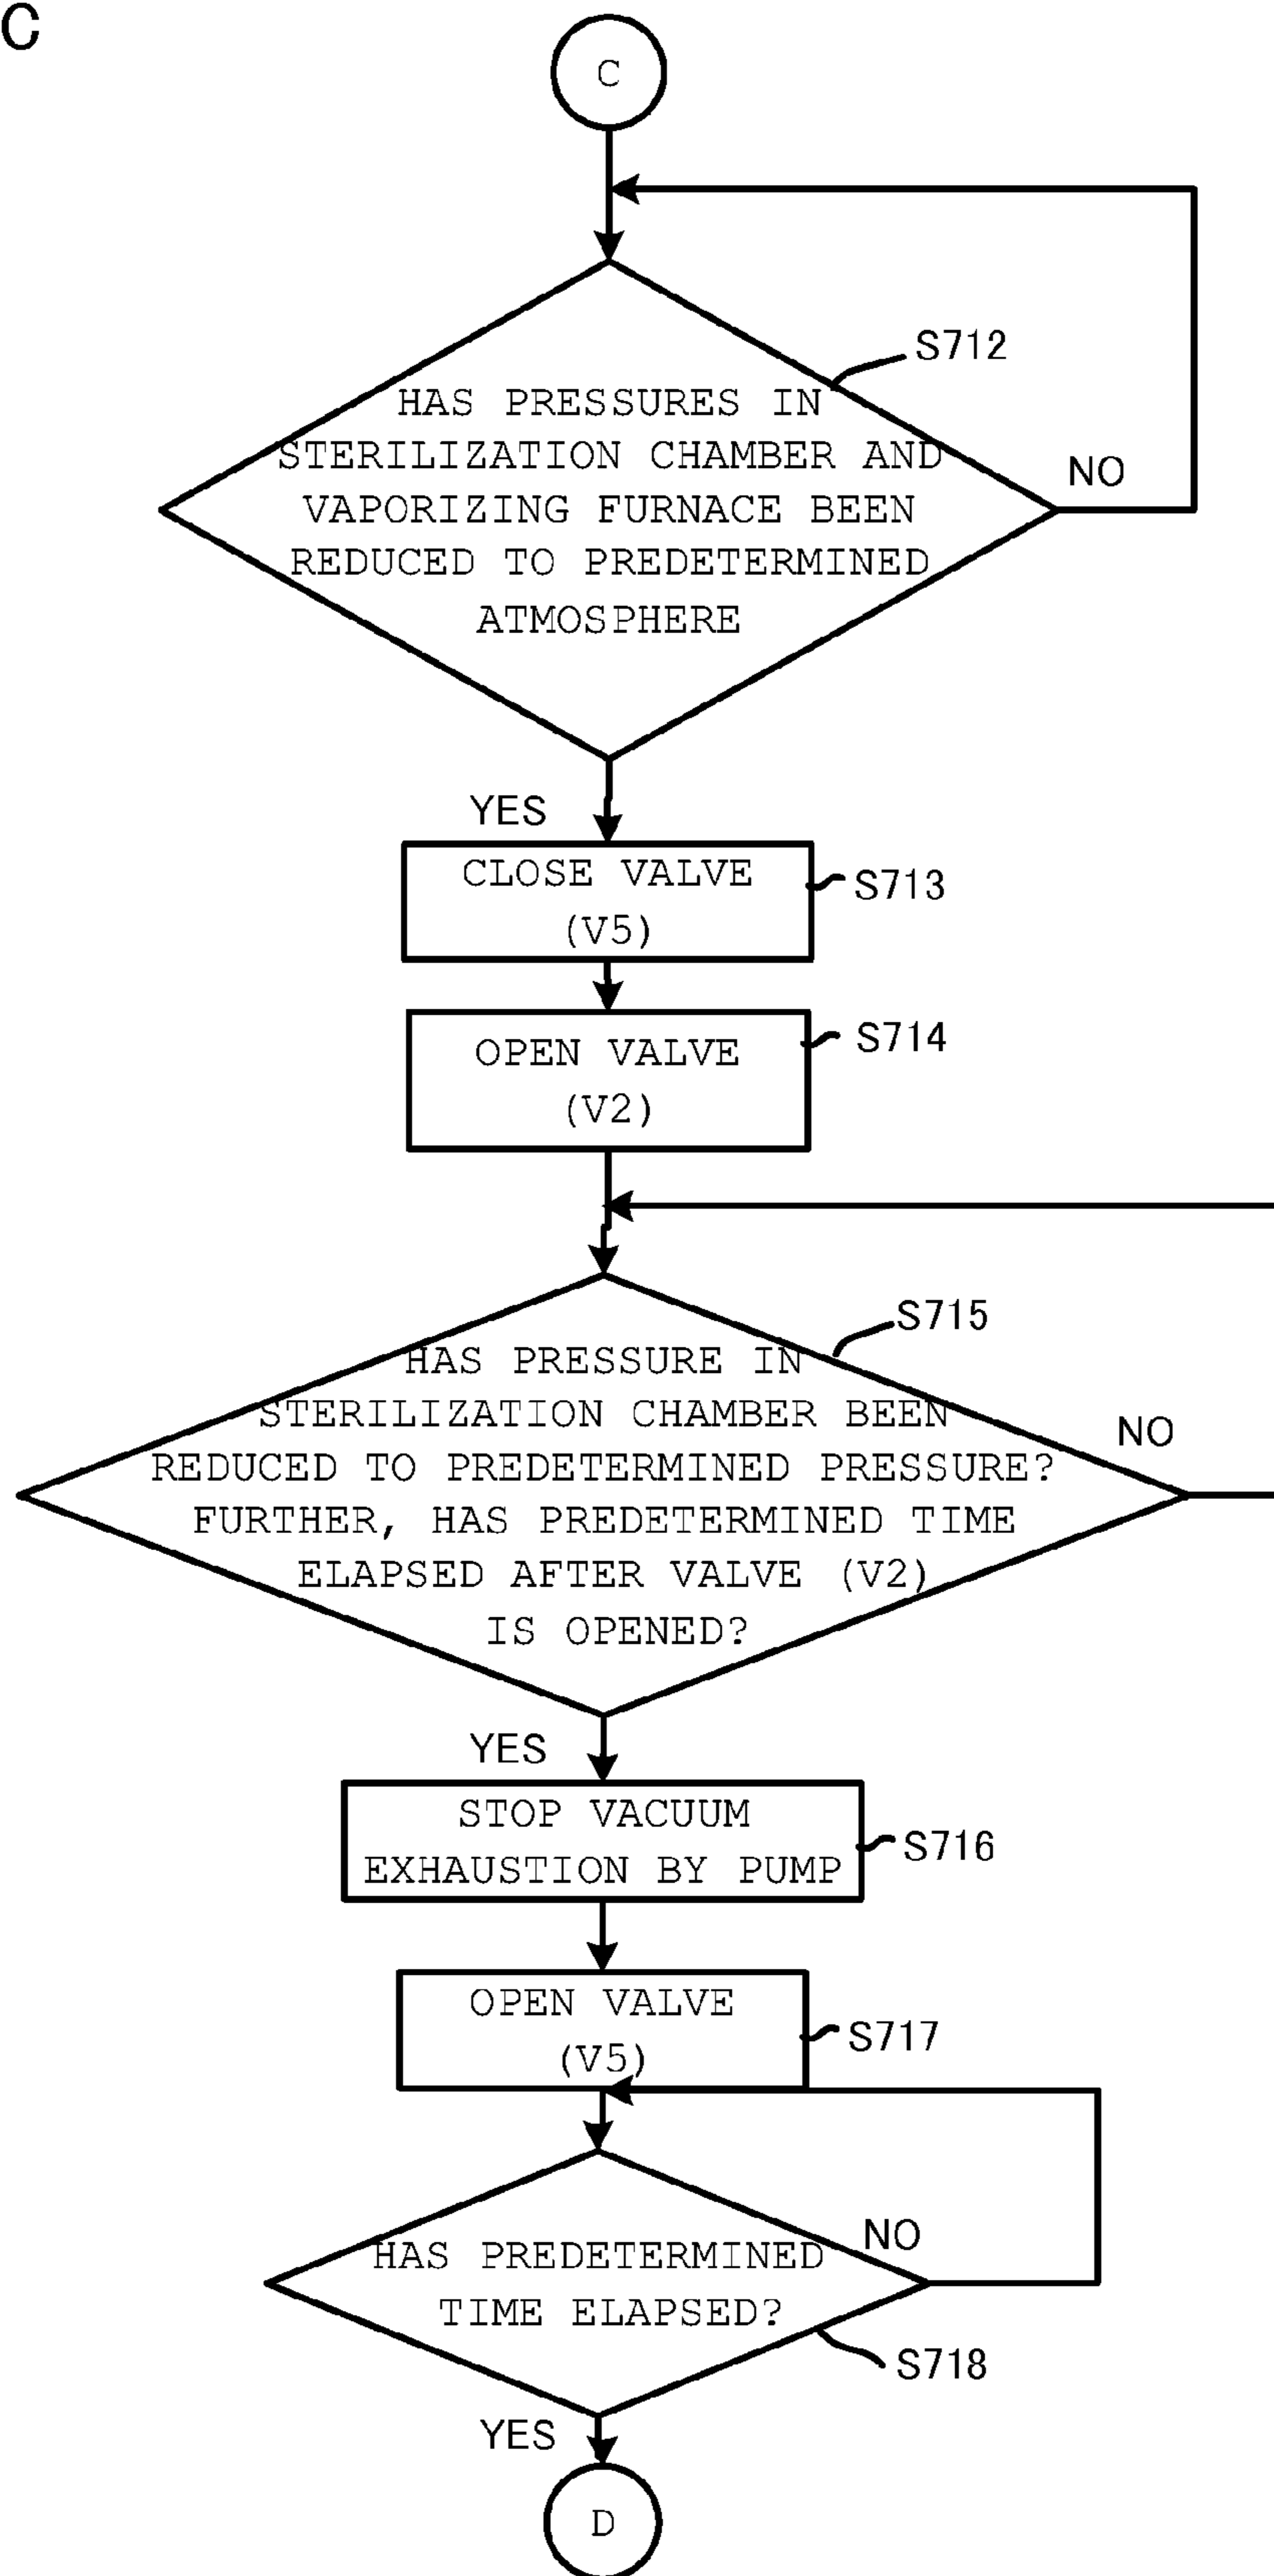 C
C
S712
HAS PRESSURES IN
STERILIZATION CHAMBER AND
VAPORIZING FURNACE BEEN
REDUCED TO PREDETERMINED
ATMOSPHERE
NO
YES
CLOSE VALVE
(V5)
S713
OPEN VALVE
(V2)
S714
S715
HAS PRESSURE IN
STERILIZATION CHAMBER BEEN
REDUCED TO PREDETERMINED PRESSURE?
FURTHER, HAS PREDETERMINED TIME
ELAPSED AFTER VALVE (V2)
IS OPENED?
NO
YES
STOP VACUUM
EXHAUSTION BY PUMP
S716
OPEN VALVE
(V5)
S717
HAS PREDETERMINED
TIME ELAPSED?
NO
S718
YES
D